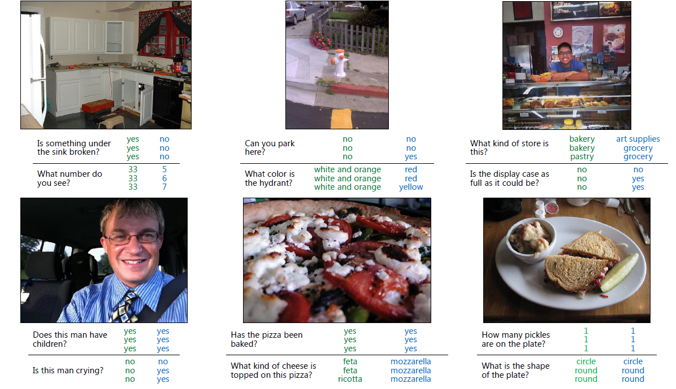 Is something under
the sink broken?
yes no
yes no
yes no
What number do
you see?
33 5
33 6
33 7
Can you park
here?
no no
no no
no yes
What color is
the hydrant?
white and orange red
white and orange red
white and orange yellow
What kind of store is
this?
bakery art supplies
bakery grocery
pastry grocery
Is the display case as
full as it could be?
no no
no yes
no yes
Does this man have
children?
yes yes
yes yes
yes yes
Is this man crying?
no no
no yes
no yes
Has the pizza been
baked?
yes yes
yes yes
yes yes
What kind of cheese is
topped on this pizza?
feta mozzarella
feta mozzarella
ricotta mozzarella
How many pickles
are on the plate?
1 1
1 1
1 1
What is the shape
of the plate?
circle circle
round round
round round